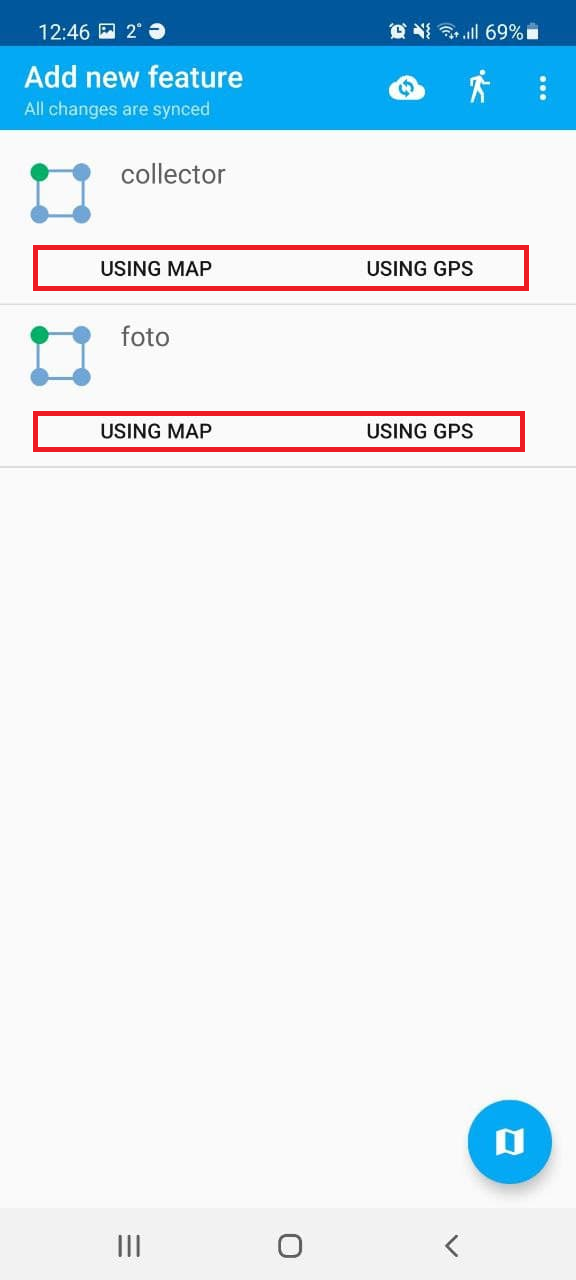 12:46 2° 69%
Add new feature
All changes are synced
collector
USING MAP USING GPS
foto
USING MAP USING GPS